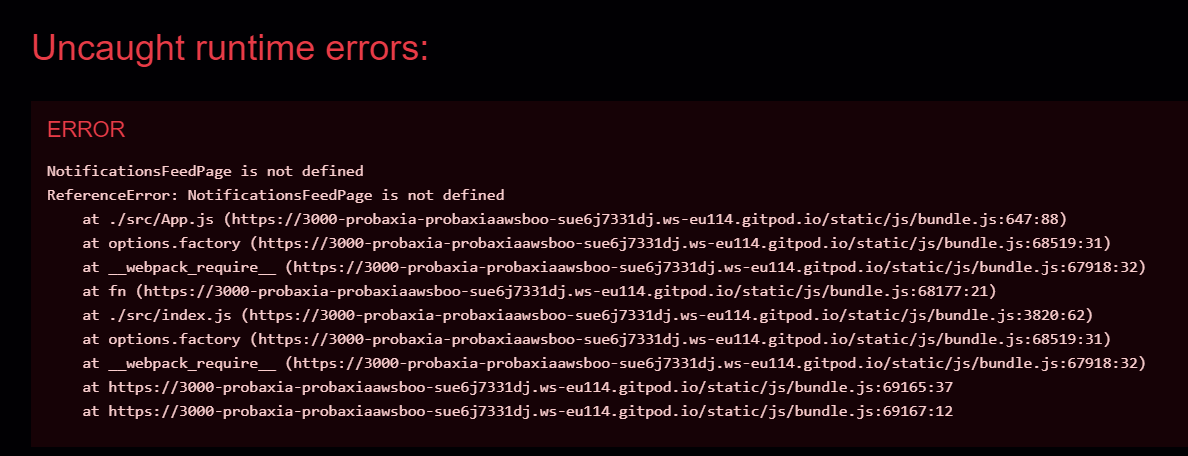 Uncaught runtime errors:
ERROR
NotificationsFeedPage is not defined
ReferenceError: NotificationsFeedPage is not defined
at ./src/App.js (https://3000-probaxia-probaxiaawsboo-sue6j7331dj.ws-eu114.gitpod.io/static/js/bundle.js:647:88)
at options.factory (https://3000-probaxia-probaxiaawsboo-sue6j7331dj.ws-eu114.gitpod.io/static/js/bundle.js:68519:31)
at __webpack_require__ (https://3000-probaxia-probaxiaawsboo-sue6j7331dj.ws-eu114.gitpod.io/static/js/bundle.js:67918:32)
at fn (https://3000-probaxia-probaxiaawsboo-sue6j7331dj.ws-eu114.gitpod.io/static/js/bundle.js:68177:21)
at ./src/index.js (https://3000-probaxia-probaxiaawsboo-sue6j7331dj.ws-eu114.gitpod.io/static/js/bundle.js:3820:62)
at options.factory (https://3000-probaxia-probaxiaawsboo-sue6j7331dj.ws-eu114.gitpod.io/static/js/bundle.js:68519:31)
at __webpack_require__ (https://3000-probaxia-probaxiaawsboo-sue6j7331dj.ws-eu114.gitpod.io/static/js/bundle.js:67918:32)
at https://3000-probaxia-probaxiaawsboo-sue6j7331dj.ws-eu114.gitpod.io/static/js/bundle.js:69165:37
at https://3000-probaxia-probaxiaawsboo-sue6j7331dj.ws-eu114.gitpod.io/static/js/bundle.js:69167:12